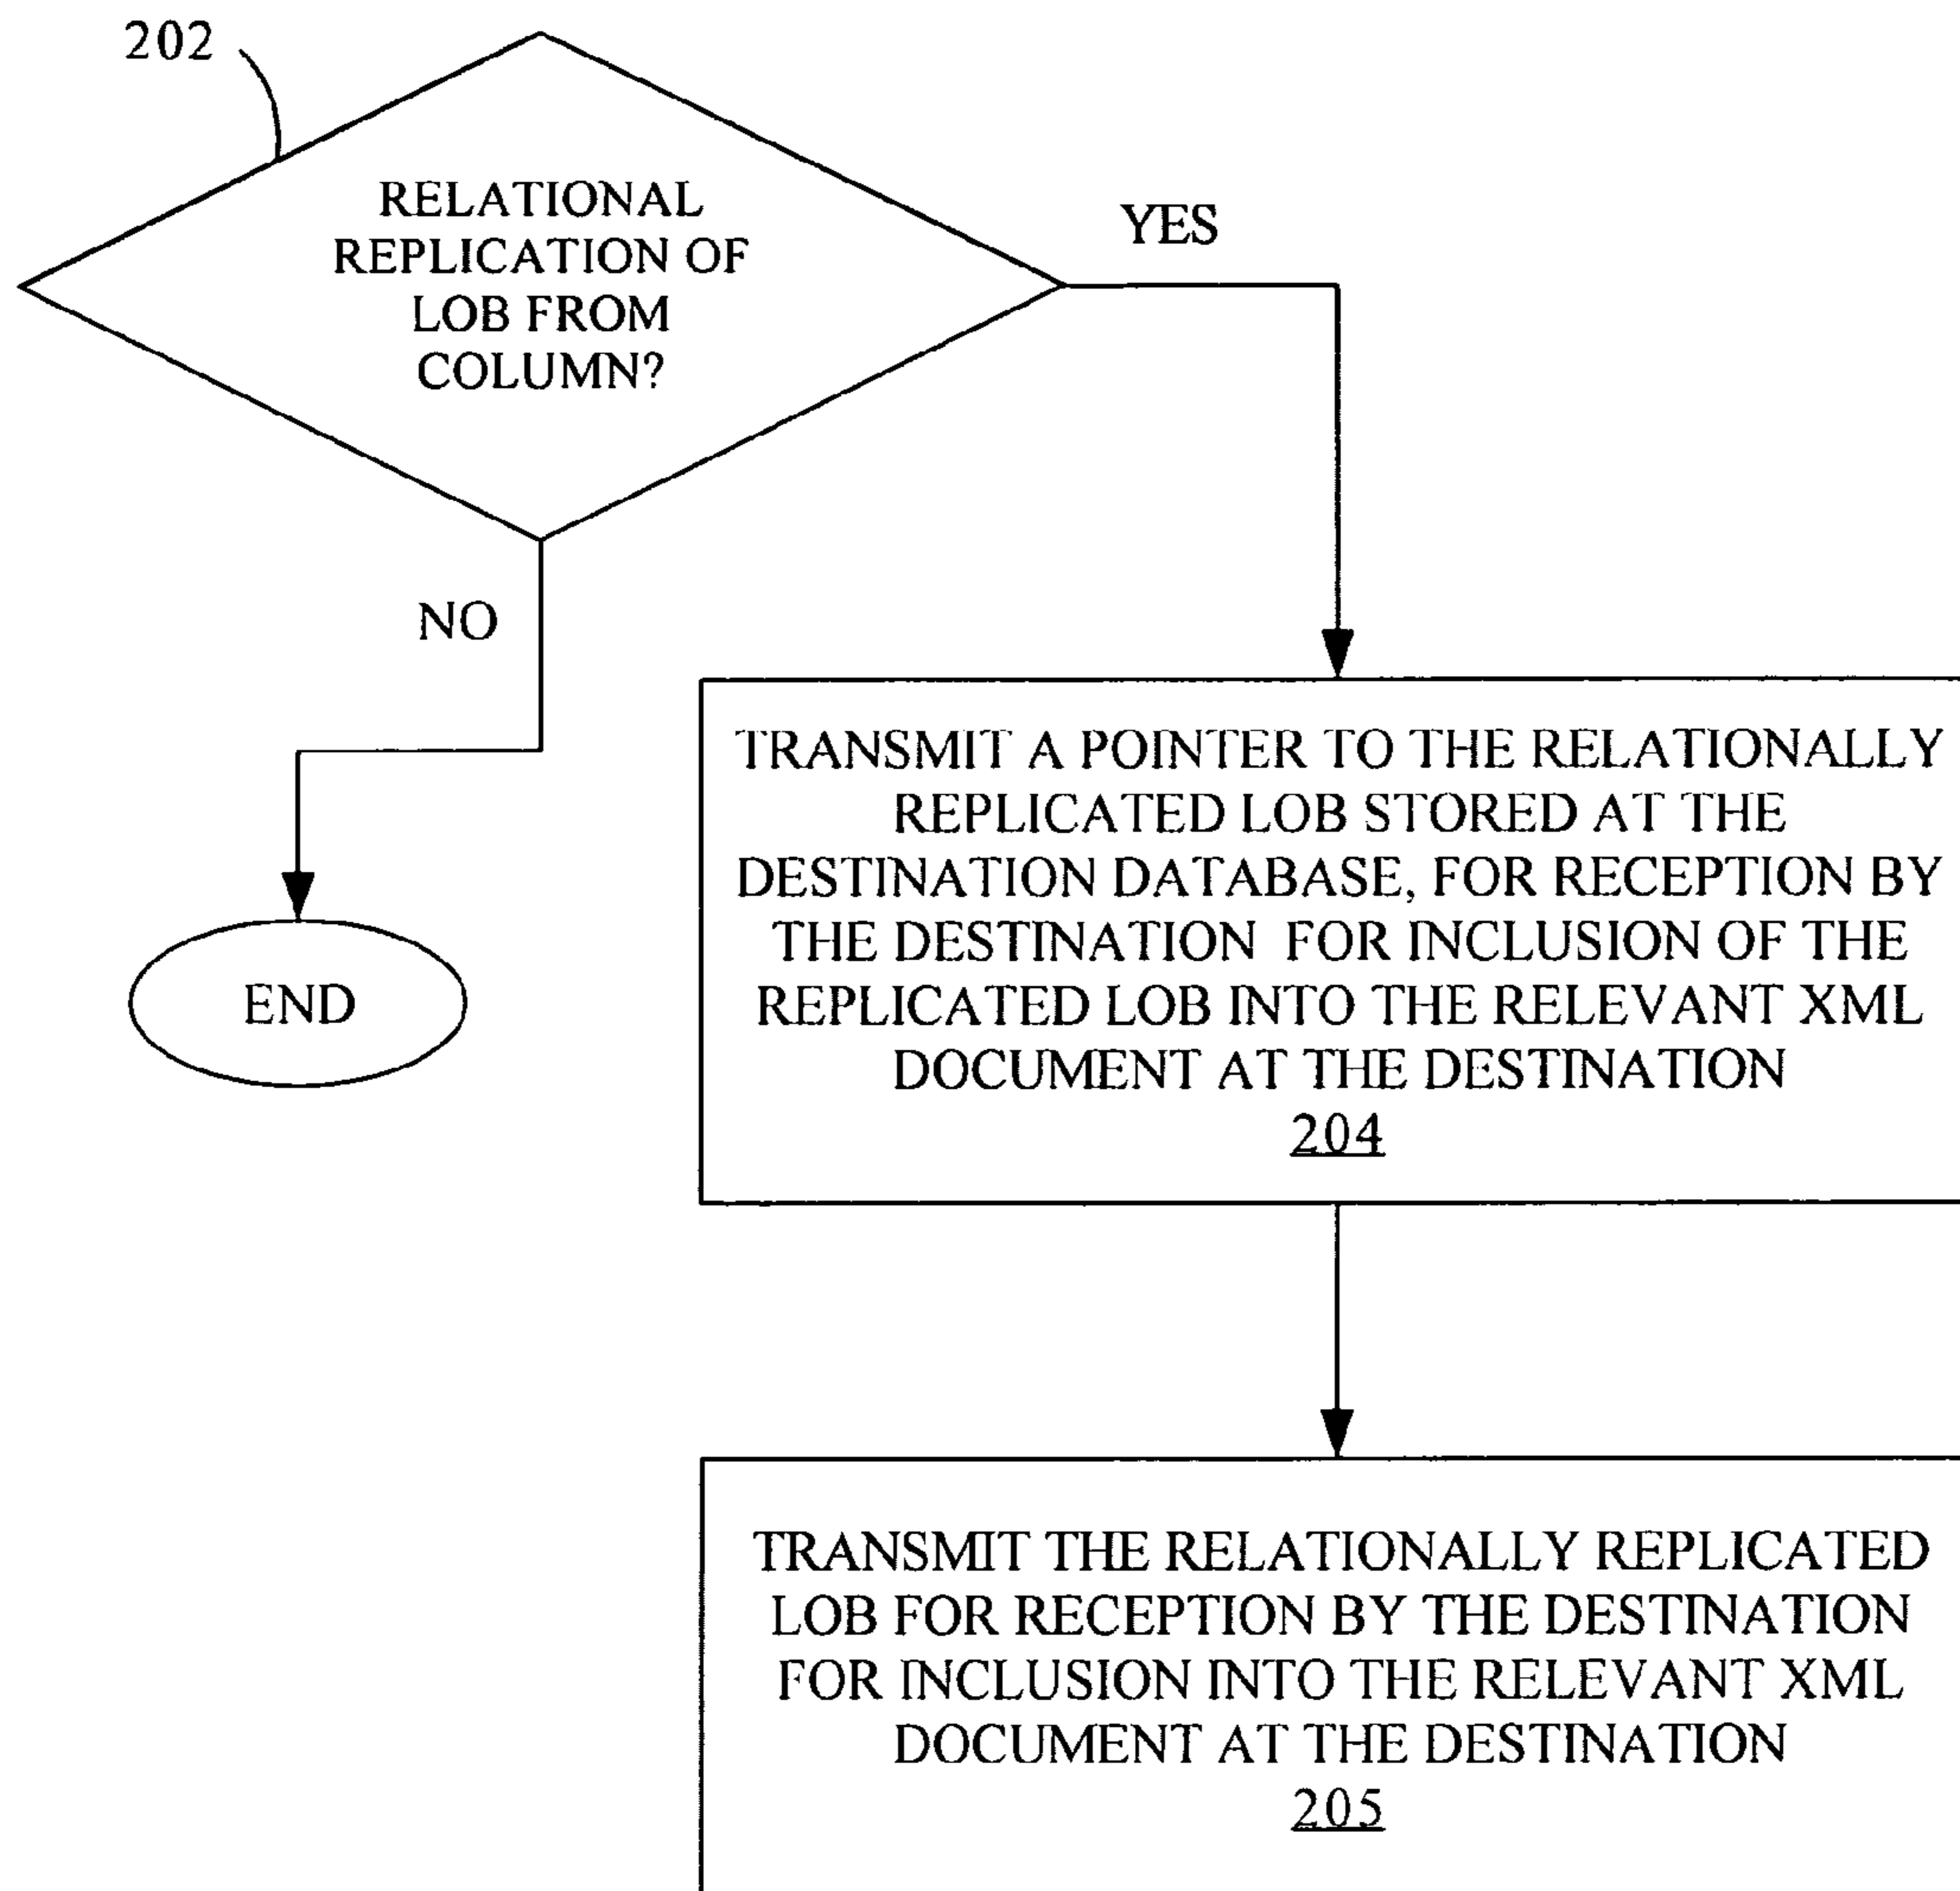 202
RELATIONAL
REPLICATION OF
LOB FROM
COLUMN?
YES
NO
END
TRANSMIT A POINTER TO THE RELATIONALLY
REPLICATED LOB STORED AT THE
DESTINATION DATABASE, FOR RECEPTION BY
THE DESTINATION FOR INCLUSION OF THE
REPLICATED LOB INTO THE RELEVANT XML
DOCUMENT AT THE DESTINATION
204
TRANSMIT THE RELATIONALLY REPLICATED
LOB FOR RECEPTION BY THE DESTINATION
FOR INCLUSION INTO THE RELEVANT XML
DOCUMENT AT THE DESTINATION
205